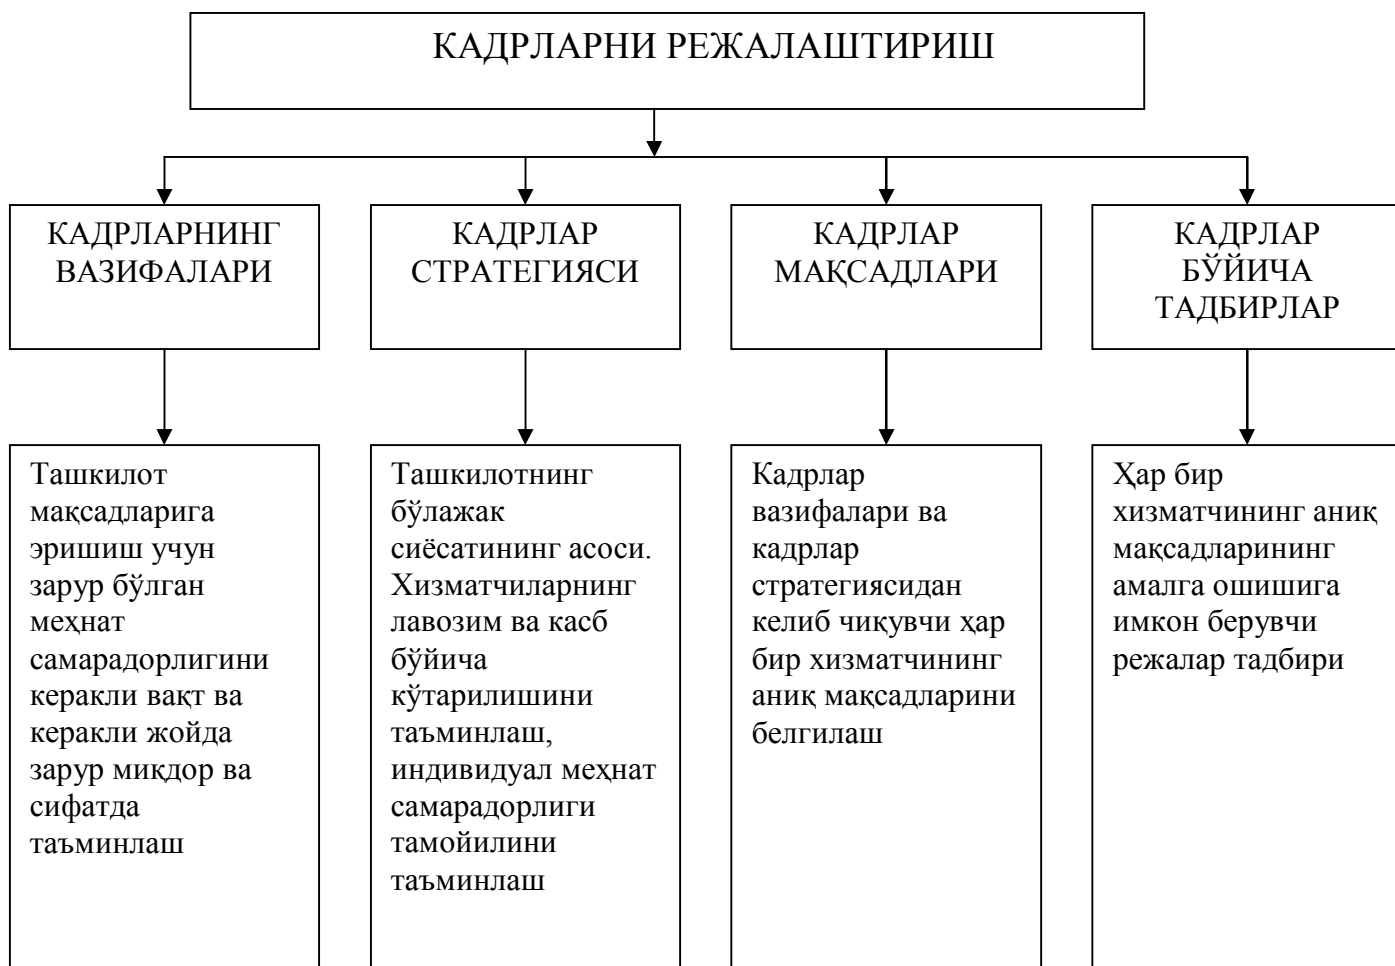 КАДРЛАРНИ РЕЖАЛАШТИРИШ
КАДРЛАРНИНГ
ВАЗИФАЛАРИ
КАДРЛАР
СТРАТЕГИЯСИ
КАДРЛАР
МАҚСАДЛАРИ
КАДРЛАР
БЎЙИЧА
ТАДБИРЛАР
Ташкилот
мақсадларига
эришиш учун
зарур бўлган
меҳнат
самарадорлигини
керакли вақт ва
керакли жойда
зарур миқдор ва
сифатда
таъминлаш
Ташкилотнинг
бўлажак
сиёсатининг асоси.
Хизматчиларнинг
лавозим ва касб
бўйича
кўтарилишини
таъминлаш,
индивидуал меҳнат
самарадорлиги
тамойилини
таъминлаш
Кадрлар
вазифалари ва
кадрлар
стратегиясидан
келиб чиқувчи ҳар
бир хизматчининг
аниқ мақсадларини
белгилаш
Ҳар бир
хизматчининг аниқ
мақсадларининг
амалга ошишига
имкон берувчи
режалар тадбири